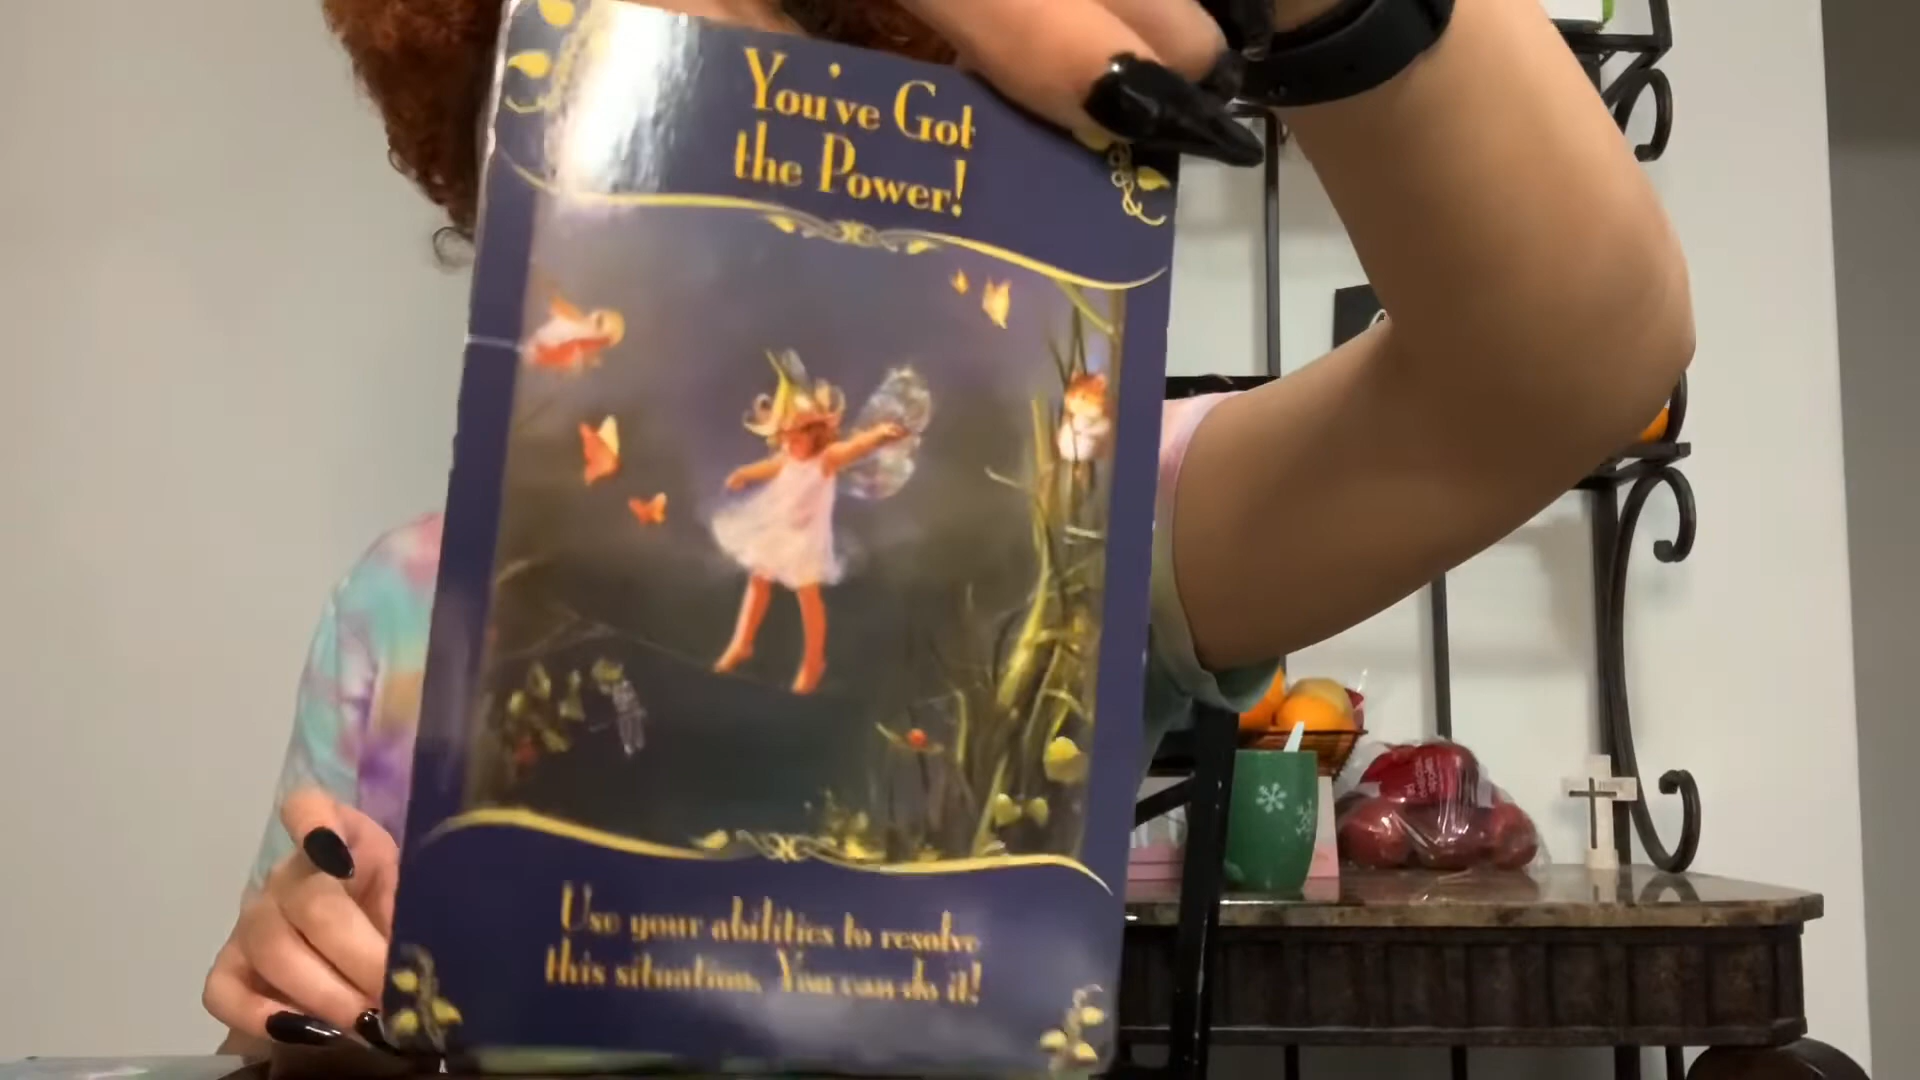 You've Got
the Power!
Use your abilities to resolve
this situation. You can do it!